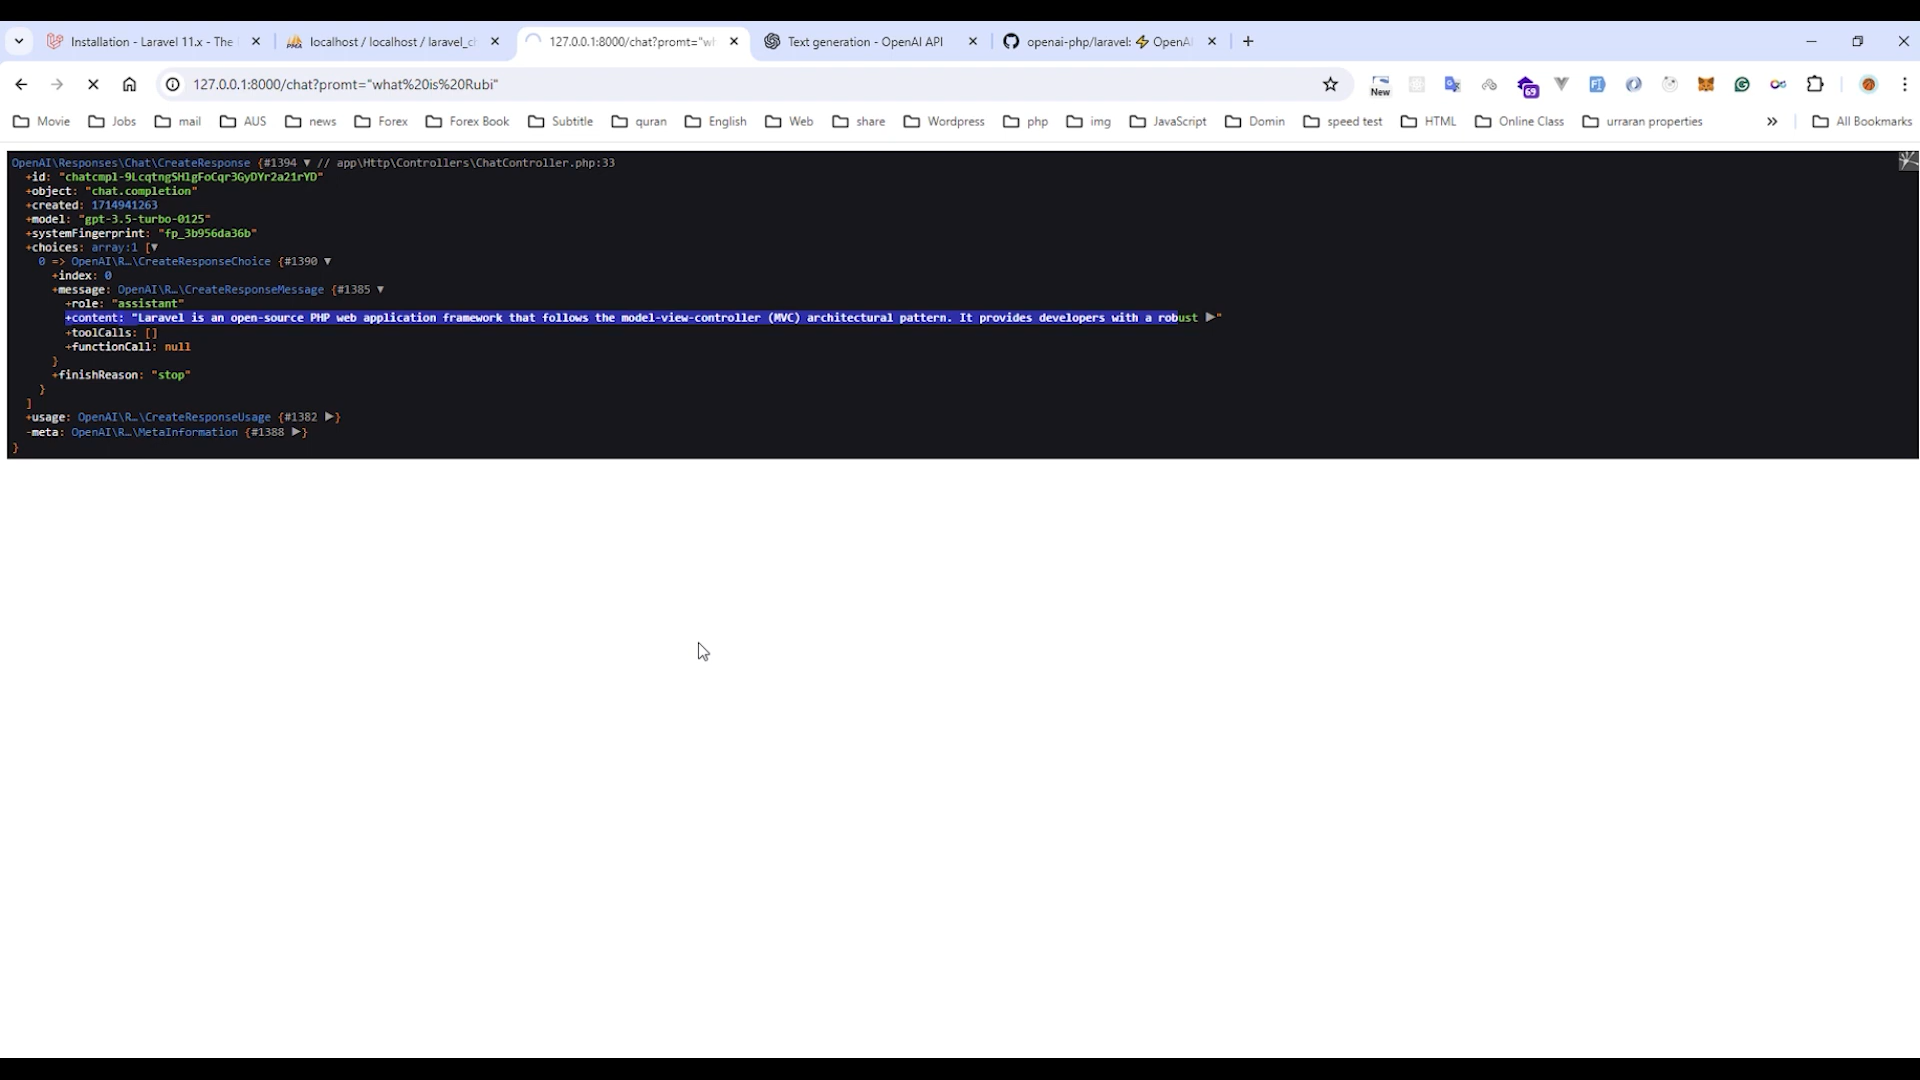 Installation - Laravel 11.x - The
localhost / localhost / laravel_c
127.0.0.1:8000/chat?promt="w
Text generation - OpenAI API
openai-php/laravel: ⚡ OpenA
127.0.0.1:8000/chat?promt="what%20is%20Rubi"
New
69
Movie
Jobs
mail
AUS
news
Forex
Forex Book
Subtitle
quran
English
Web
share
Wordpress
php
img
JavaScript
Domin
speed test
HTML
Online Class
urraran properties
»
All Bookmarks
OpenAI\Responses\Chat\CreateResponse {#1394 ▼ // app\Http\Controllers\ChatController.php:33
+id: "chatcmpl-9LcqtngSHlgFoCqr3GyDYr2a21rYD"
+object: "chat.completion"
+created: 1714941263
+model: "gpt-3.5-turbo-0125"
+systemFingerprint: "fp_3b956da36b"
+choices: array:1 [▼
0 => OpenAI\R…\CreateResponseChoice {#1390 ▼
+index: 0
+message: OpenAI\R…\CreateResponseMessage {#1385 ▼
+role: "assistant"
+content: "Laravel is an open-source PHP web application framework that follows the model-view-controller (MVC) architectural pattern. It provides developers with a robust ▶"
+toolCalls: []
+functionCall: null
}
+finishReason: "stop"
}
]
+usage: OpenAI\R…\CreateResponseUsage {#1382 ▶}
-meta: OpenAI\R…\MetaInformation {#1388 ▶}
}